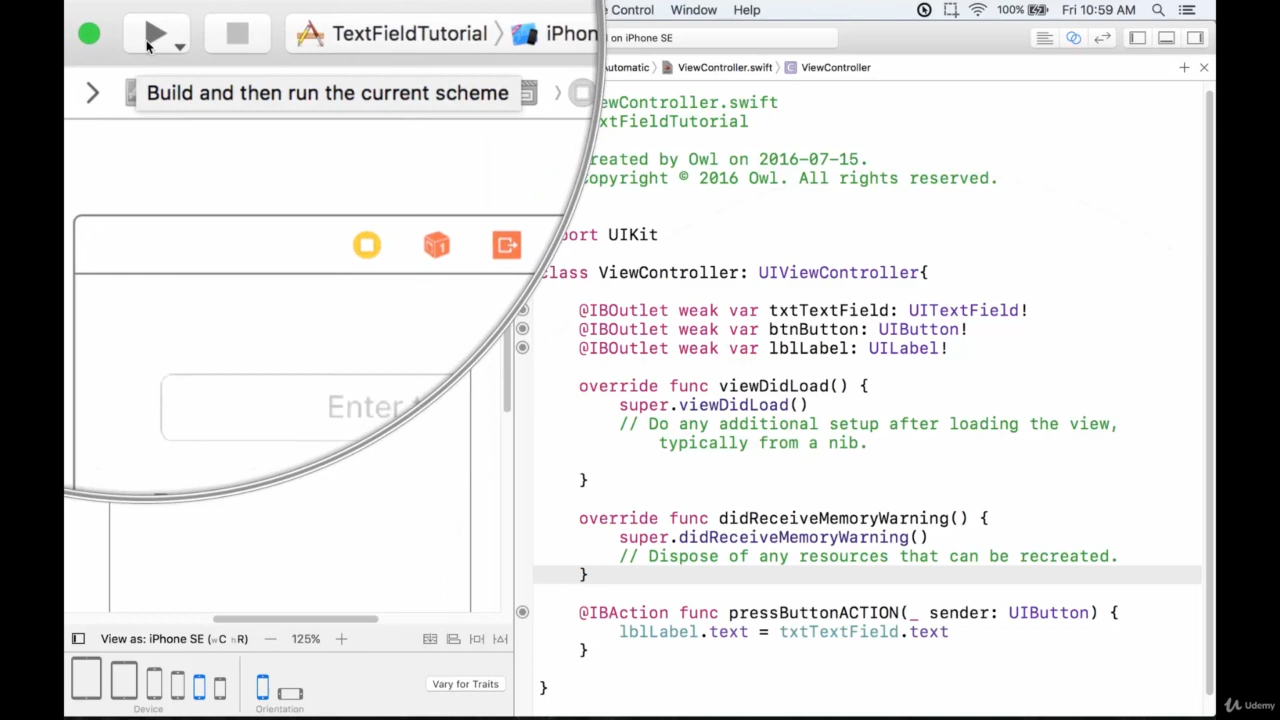 e Control Window Help 100% Fri 10:59 AM
TextFieldTutorial iPhon
on iPhone SE
utomatic ViewController.swift C ViewController
Build and then run the current scheme
ewController.swift
xtFieldTutorial
reated by Owl on 2016-07-15.
opyright © 2016 Owl. All rights reserved.
port UIKit
class ViewController: UIViewController{
@IBOutlet weak var txtTextField: UITextField!
@IBOutlet weak var btnButton: UIButton!
@IBOutlet weak var lblLabel: UILabel!
Enter
override func viewDidLoad() {
super.viewDidLoad()
// Do any additional setup after loading the view,
typically from a nib.
}
override func didReceiveMemoryWarning() {
super.didReceiveMemoryWarning()
// Dispose of any resources that can be recreated.
}
@IBAction func pressButtonACTION(_ sender: UIButton) {
lblLabel.text = txtTextField.text
}
}
View as: iPhone SE (wC hR) — 125% +
Vary for Traits
Device
Orientation
Udemy